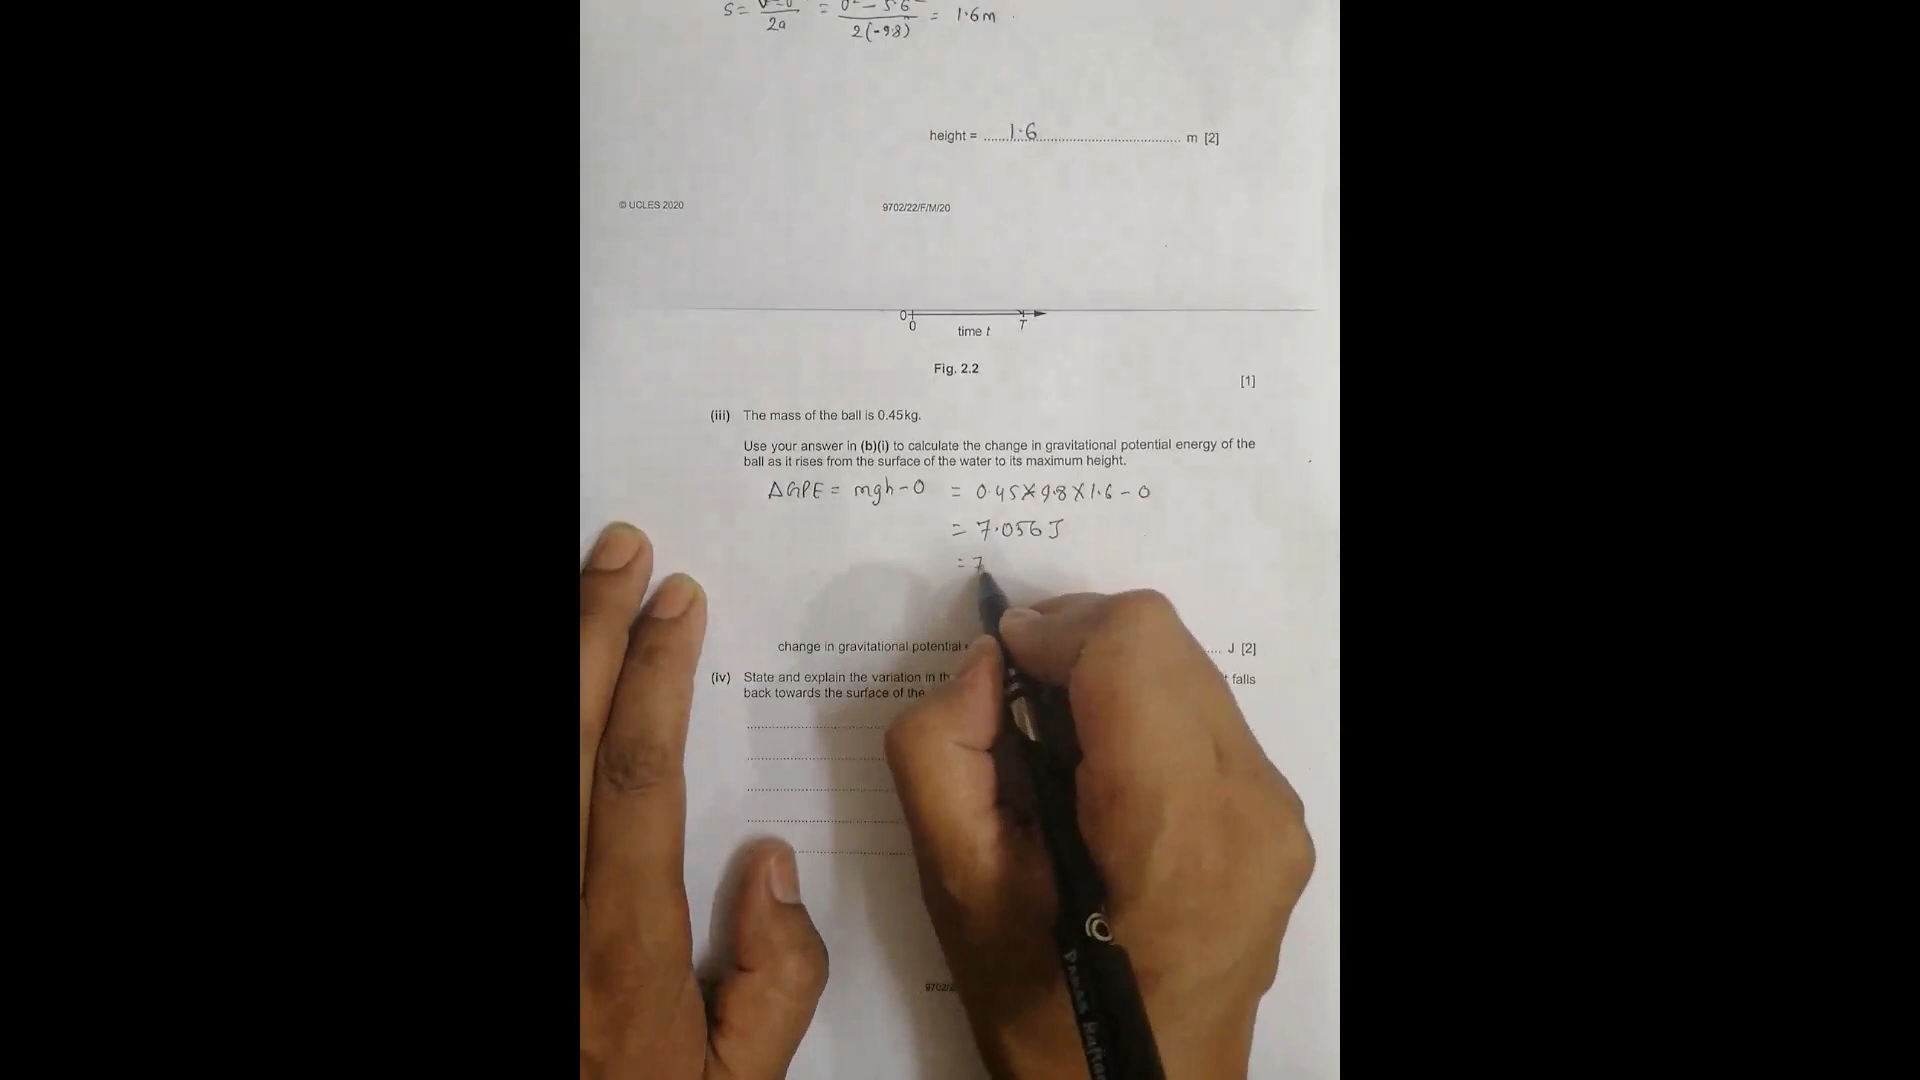 S = v²-u² / 2a = 0² - 5.6² / 2(-9.8) = 1.6m
height = 1.6 m [2]
© UCLES 2020 9702/22/F/M/20
0
0 time t T
Fig. 2.2
[1]
(iii) The mass of the ball is 0.45 kg.
Use your answer in (b)(i) to calculate the change in gravitational potential energy of the
ball as it rises from the surface of the water to its maximum height.
ΔGPE = mgh - 0 = 0.45 × 9.8 × 1.6 - 0
= 7.056 J
= 7
change in gravitational potential J [2]
(iv) State and explain the variation in falls
back towards the surface of the
9702/2